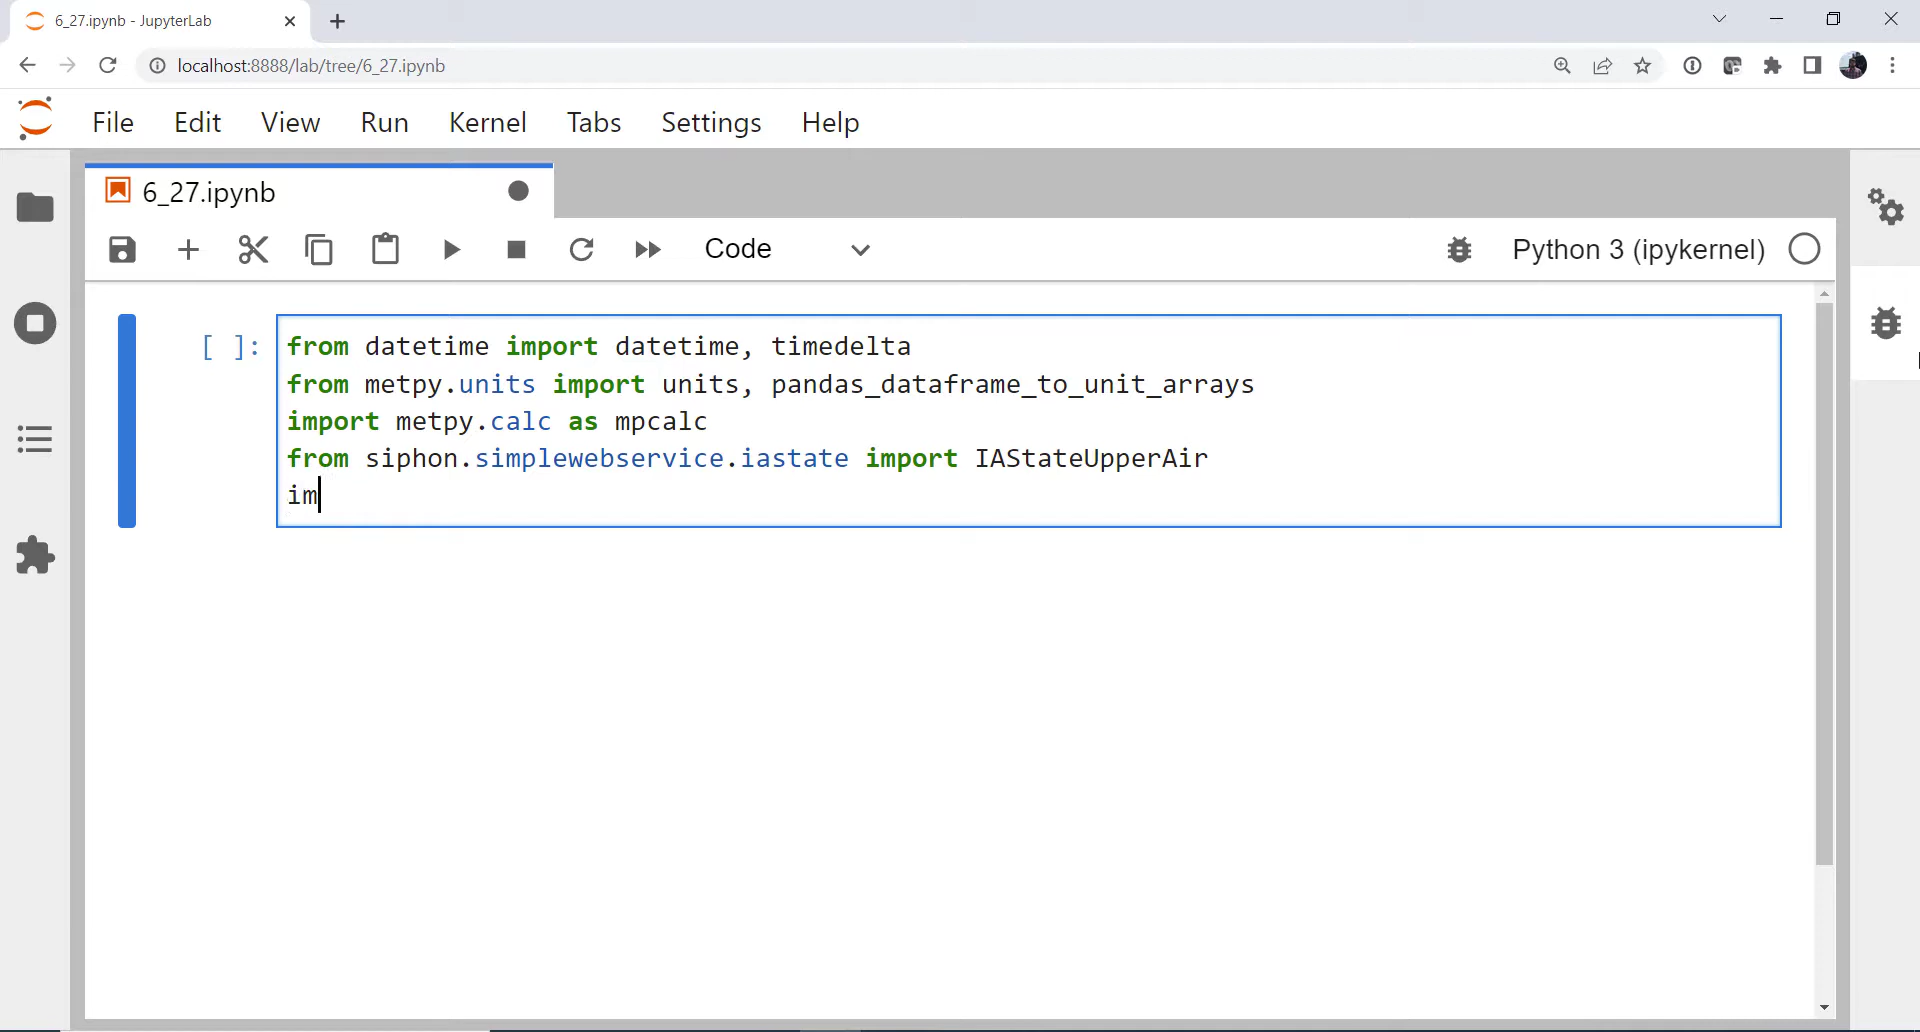 6_27.ipynb - JupyterLab
localhost:8888/lab/tree/6_27.ipynb
File Edit View Run Kernel Tabs Settings Help
6_27.ipynb
Code Python 3 (ipykernel)
[ ]: from datetime import datetime, timedelta
from metpy.units import units, pandas_dataframe_to_unit_arrays
import metpy.calc as mpcalc
from siphon.simplewebservice.iastate import IAStateUpperAir
im